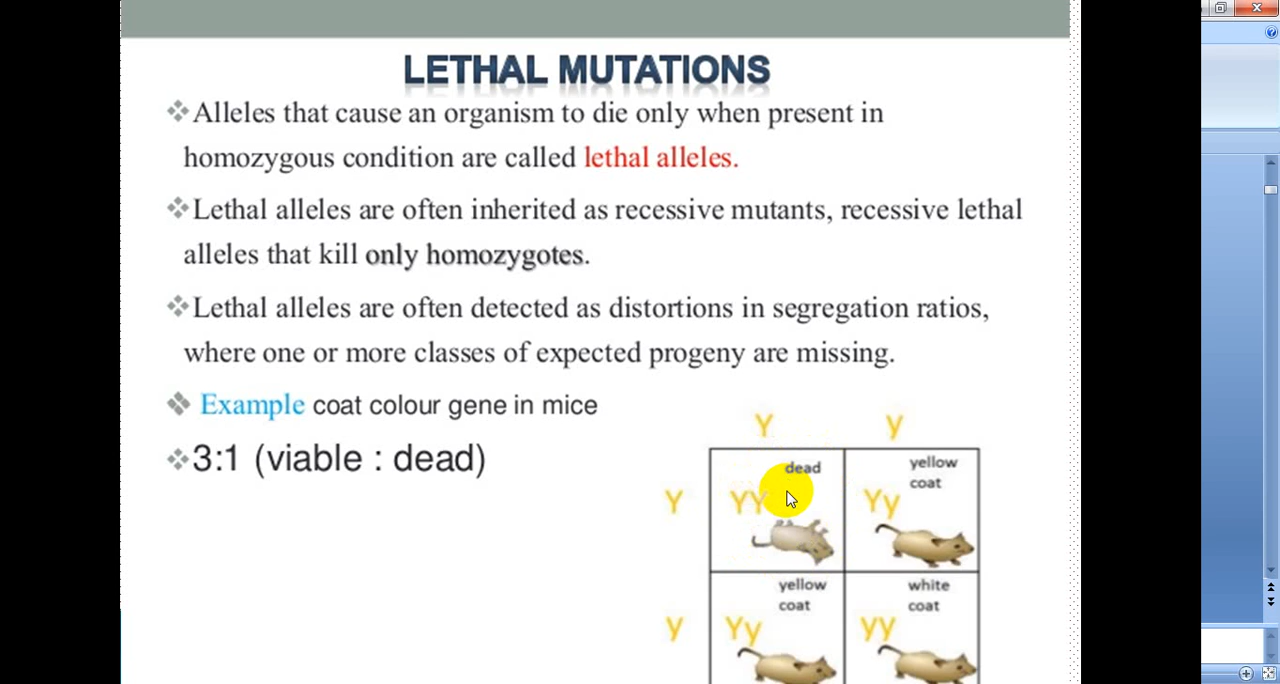 LETHAL MUTATIONS
Alleles that cause an organism to die only when present in
homozygous condition are called lethal alleles.
Lethal alleles are often inherited as recessive mutants, recessive lethal
alleles that kill only homozygotes.
Lethal alleles are often detected as distortions in segregation ratios,
where one or more classes of expected progeny are missing.
Example coat colour gene in mice
3:1 (viable : dead)
Y y
dead
yellow
coat
Y YY Yy
yellow
coat
white
coat
y Yy yy